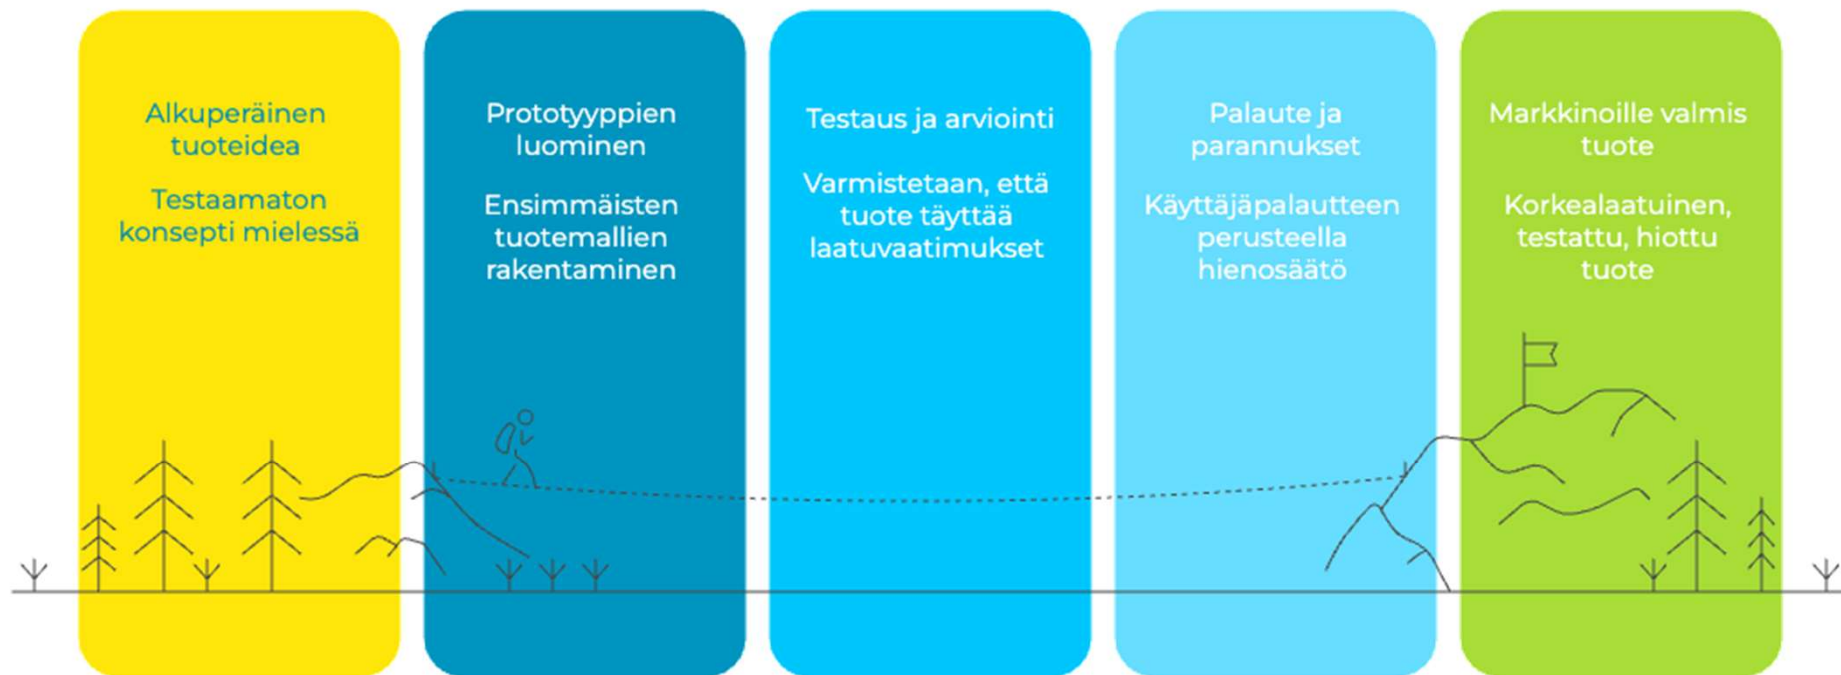 Alkuperäinen
tuoteidea
Testaamaton
konsepti mielessä
Prototyyppien
luominen
Ensimmäisten
tuotemallien
rakentaminen
Testaus ja arviointi
Varmistetaan, että
tuote täyttää
laatuvaatimukset
Palaute ja
parannukset
Käyttäjäpalautteen
perusteella
hienosäätö
Markkinoille valmis
tuote
Korkealaatuinen,
testattu, hiottu
tuote